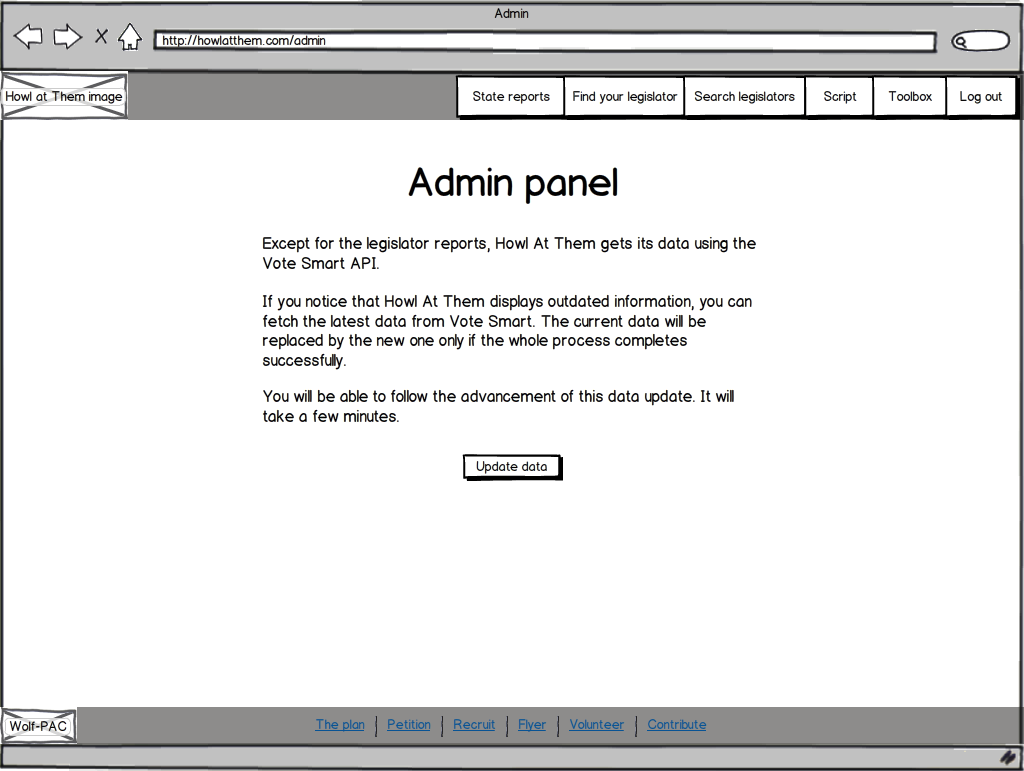 Admin
http://howlatthem.com/admin
Howl at Them image
State reports
Find your legislator
Search legislators
Script
Toolbox
Log out
Admin panel
Except for the legislator reports, Howl At Them gets its data using the
Vote Smart API.
If you notice that Howl At Them displays outdated information, you can
fetch the latest data from Vote Smart. The current data will be
replaced by the new one only if the whole process completes
successfully.
You will be able to follow the advancement of this data update. It will
take a few minutes.
Update data
Wolf-PAC
The plan | Petition | Recruit | Flyer | Volunteer | Contribute